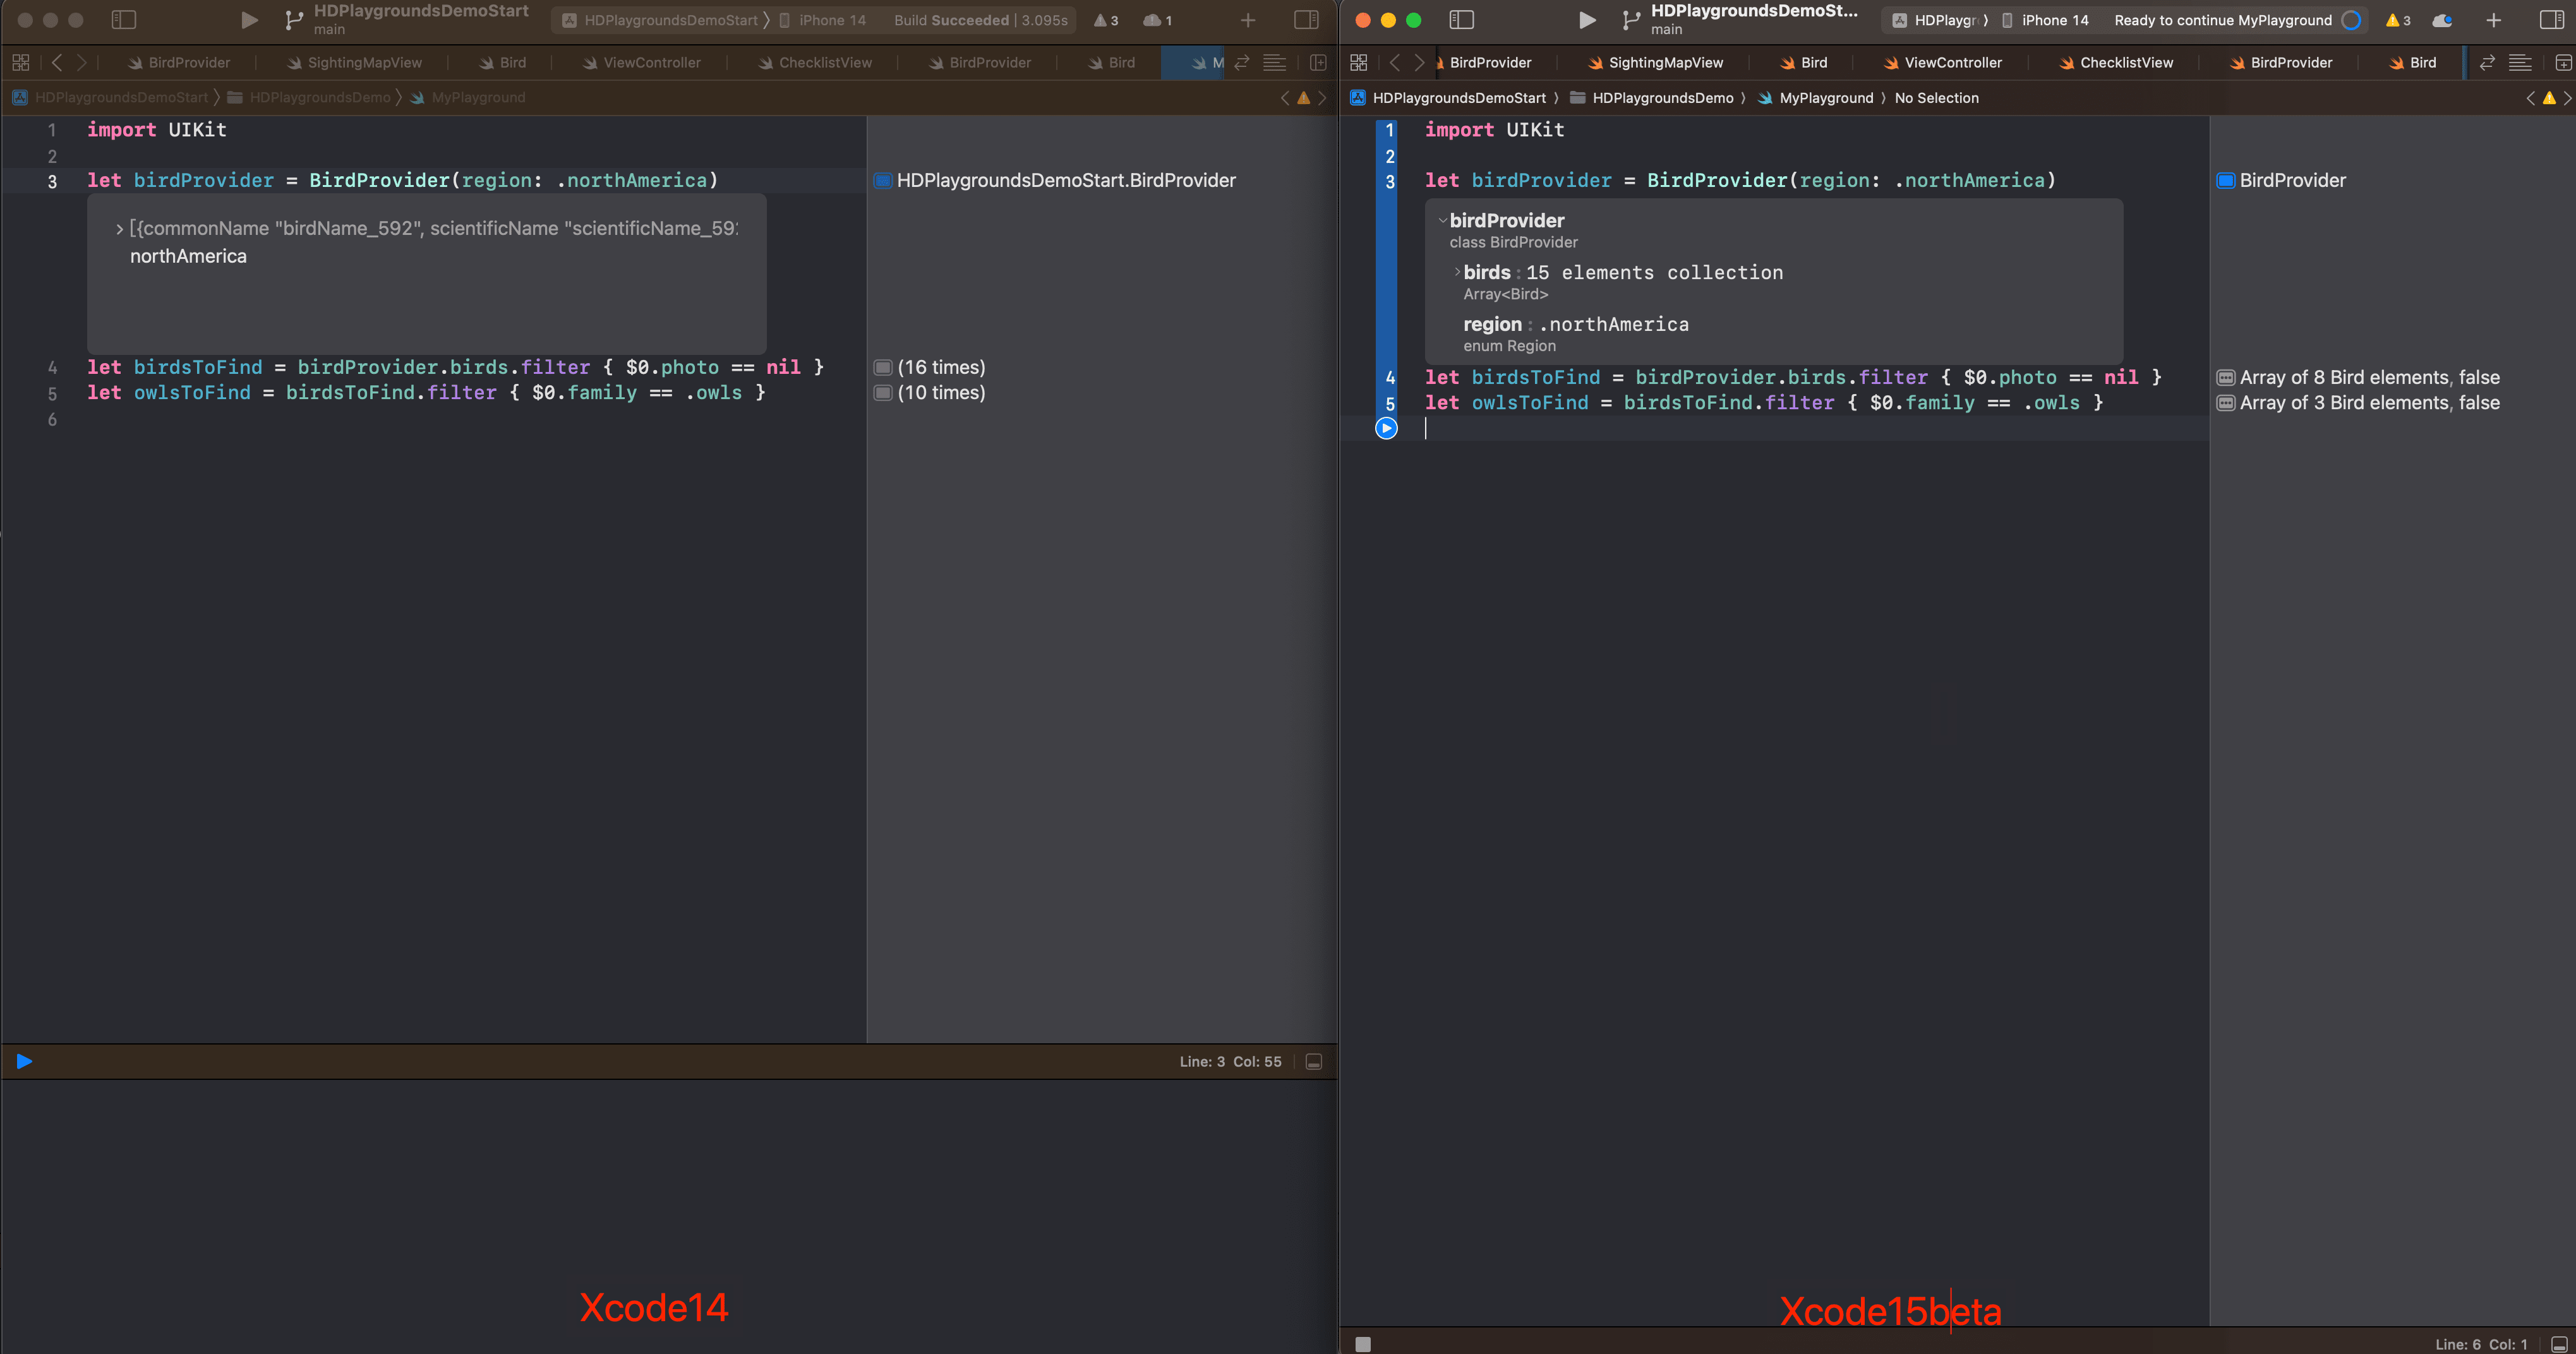 HDPlaygroundsDemoStart
main
HDPlaygroundsDemoStart 〉 iPhone 14 Build Succeeded | 3.095s 3 1
BirdProvider SightingMapView Bird ViewController ChecklistView BirdProvider Bird M
HDPlaygroundsDemoStart 〉 HDPlaygroundsDemo 〉 MyPlayground
1 import UIKit
2
3 let birdProvider = BirdProvider(region: .northAmerica)
HDPlaygroundsDemoStart.BirdProvider
[{commonName "birdName_592", scientificName "scientificName_59
northAmerica
4 let birdsToFind = birdProvider.birds.filter { $0.photo == nil }
(16 times)
5 let owlsToFind = birdsToFind.filter { $0.family == .owls }
(10 times)
6
Line: 3 Col: 55
Xcode14
HDPlaygroundsDemoSt...
main
HDPlaygr 〉 iPhone 14 Ready to continue MyPlayground 3
BirdProvider SightingMapView Bird ViewController ChecklistView BirdProvider Bird
HDPlaygroundsDemoStart 〉 HDPlaygroundsDemo 〉 MyPlayground 〉 No Selection
1 import UIKit
2
3 let birdProvider = BirdProvider(region: .northAmerica)
BirdProvider
birdProvider
class BirdProvider
birds : 15 elements collection
Array<Bird>
region : .northAmerica
enum Region
4 let birdsToFind = birdProvider.birds.filter { $0.photo == nil }
Array of 8 Bird elements, false
5 let owlsToFind = birdsToFind.filter { $0.family == .owls }
Array of 3 Bird elements, false
Xcode15beta
Line: 6 Col: 1